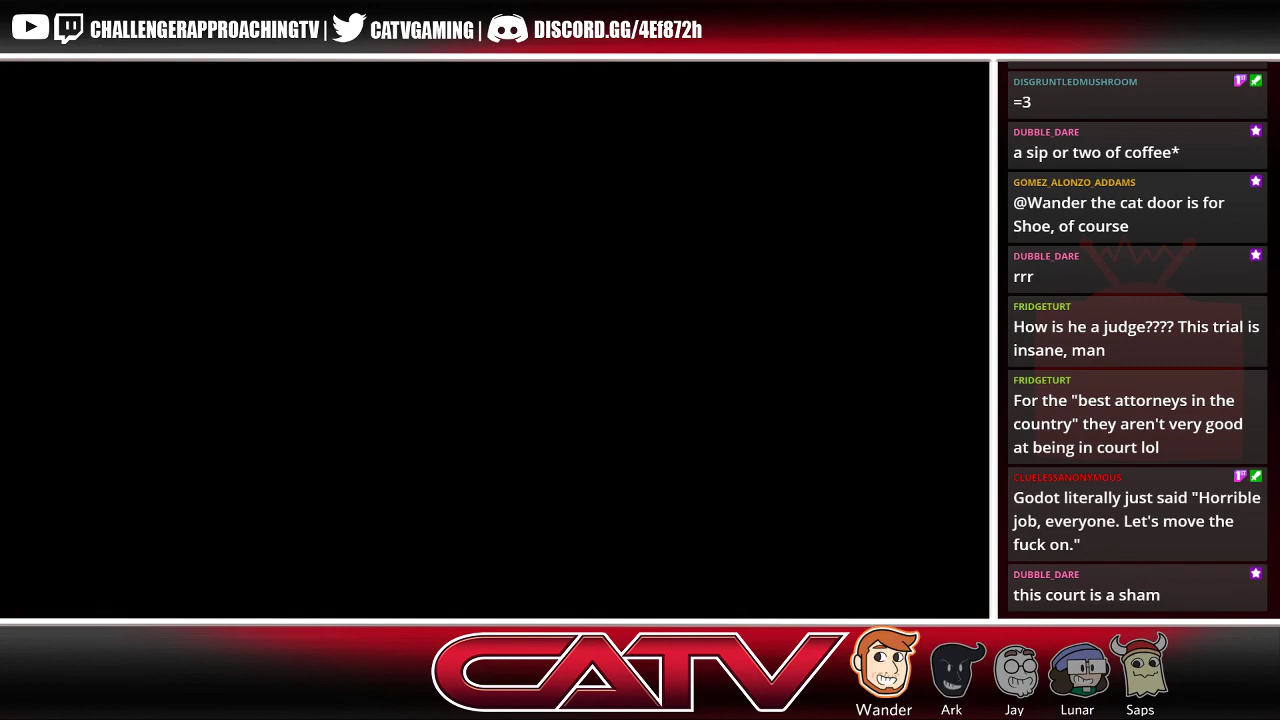 CHALLENGERAPPROACHINGTV | CATVGAMING | DISCORD.GG/4Ef872h
DISGRUNTLEDMUSHROOM
=3
DUBBLE_DARE
a sip or two of coffee*
GOMEZ_ALONZO_ADDAMS
@Wander the cat door is for
Shoe, of course
DUBBLE_DARE
rrr
FRIDGETURT
How is he a judge???? This trial is
insane, man
FRIDGETURT
For the "best attorneys in the
country" they aren't very good
at being in court lol
CLUELESSANONYMOUS
Godot literally just said "Horrible
job, everyone. Let's move the
fuck on."
DUBBLE_DARE
this court is a sham
CATV
Wander Ark Jay Lunar Saps